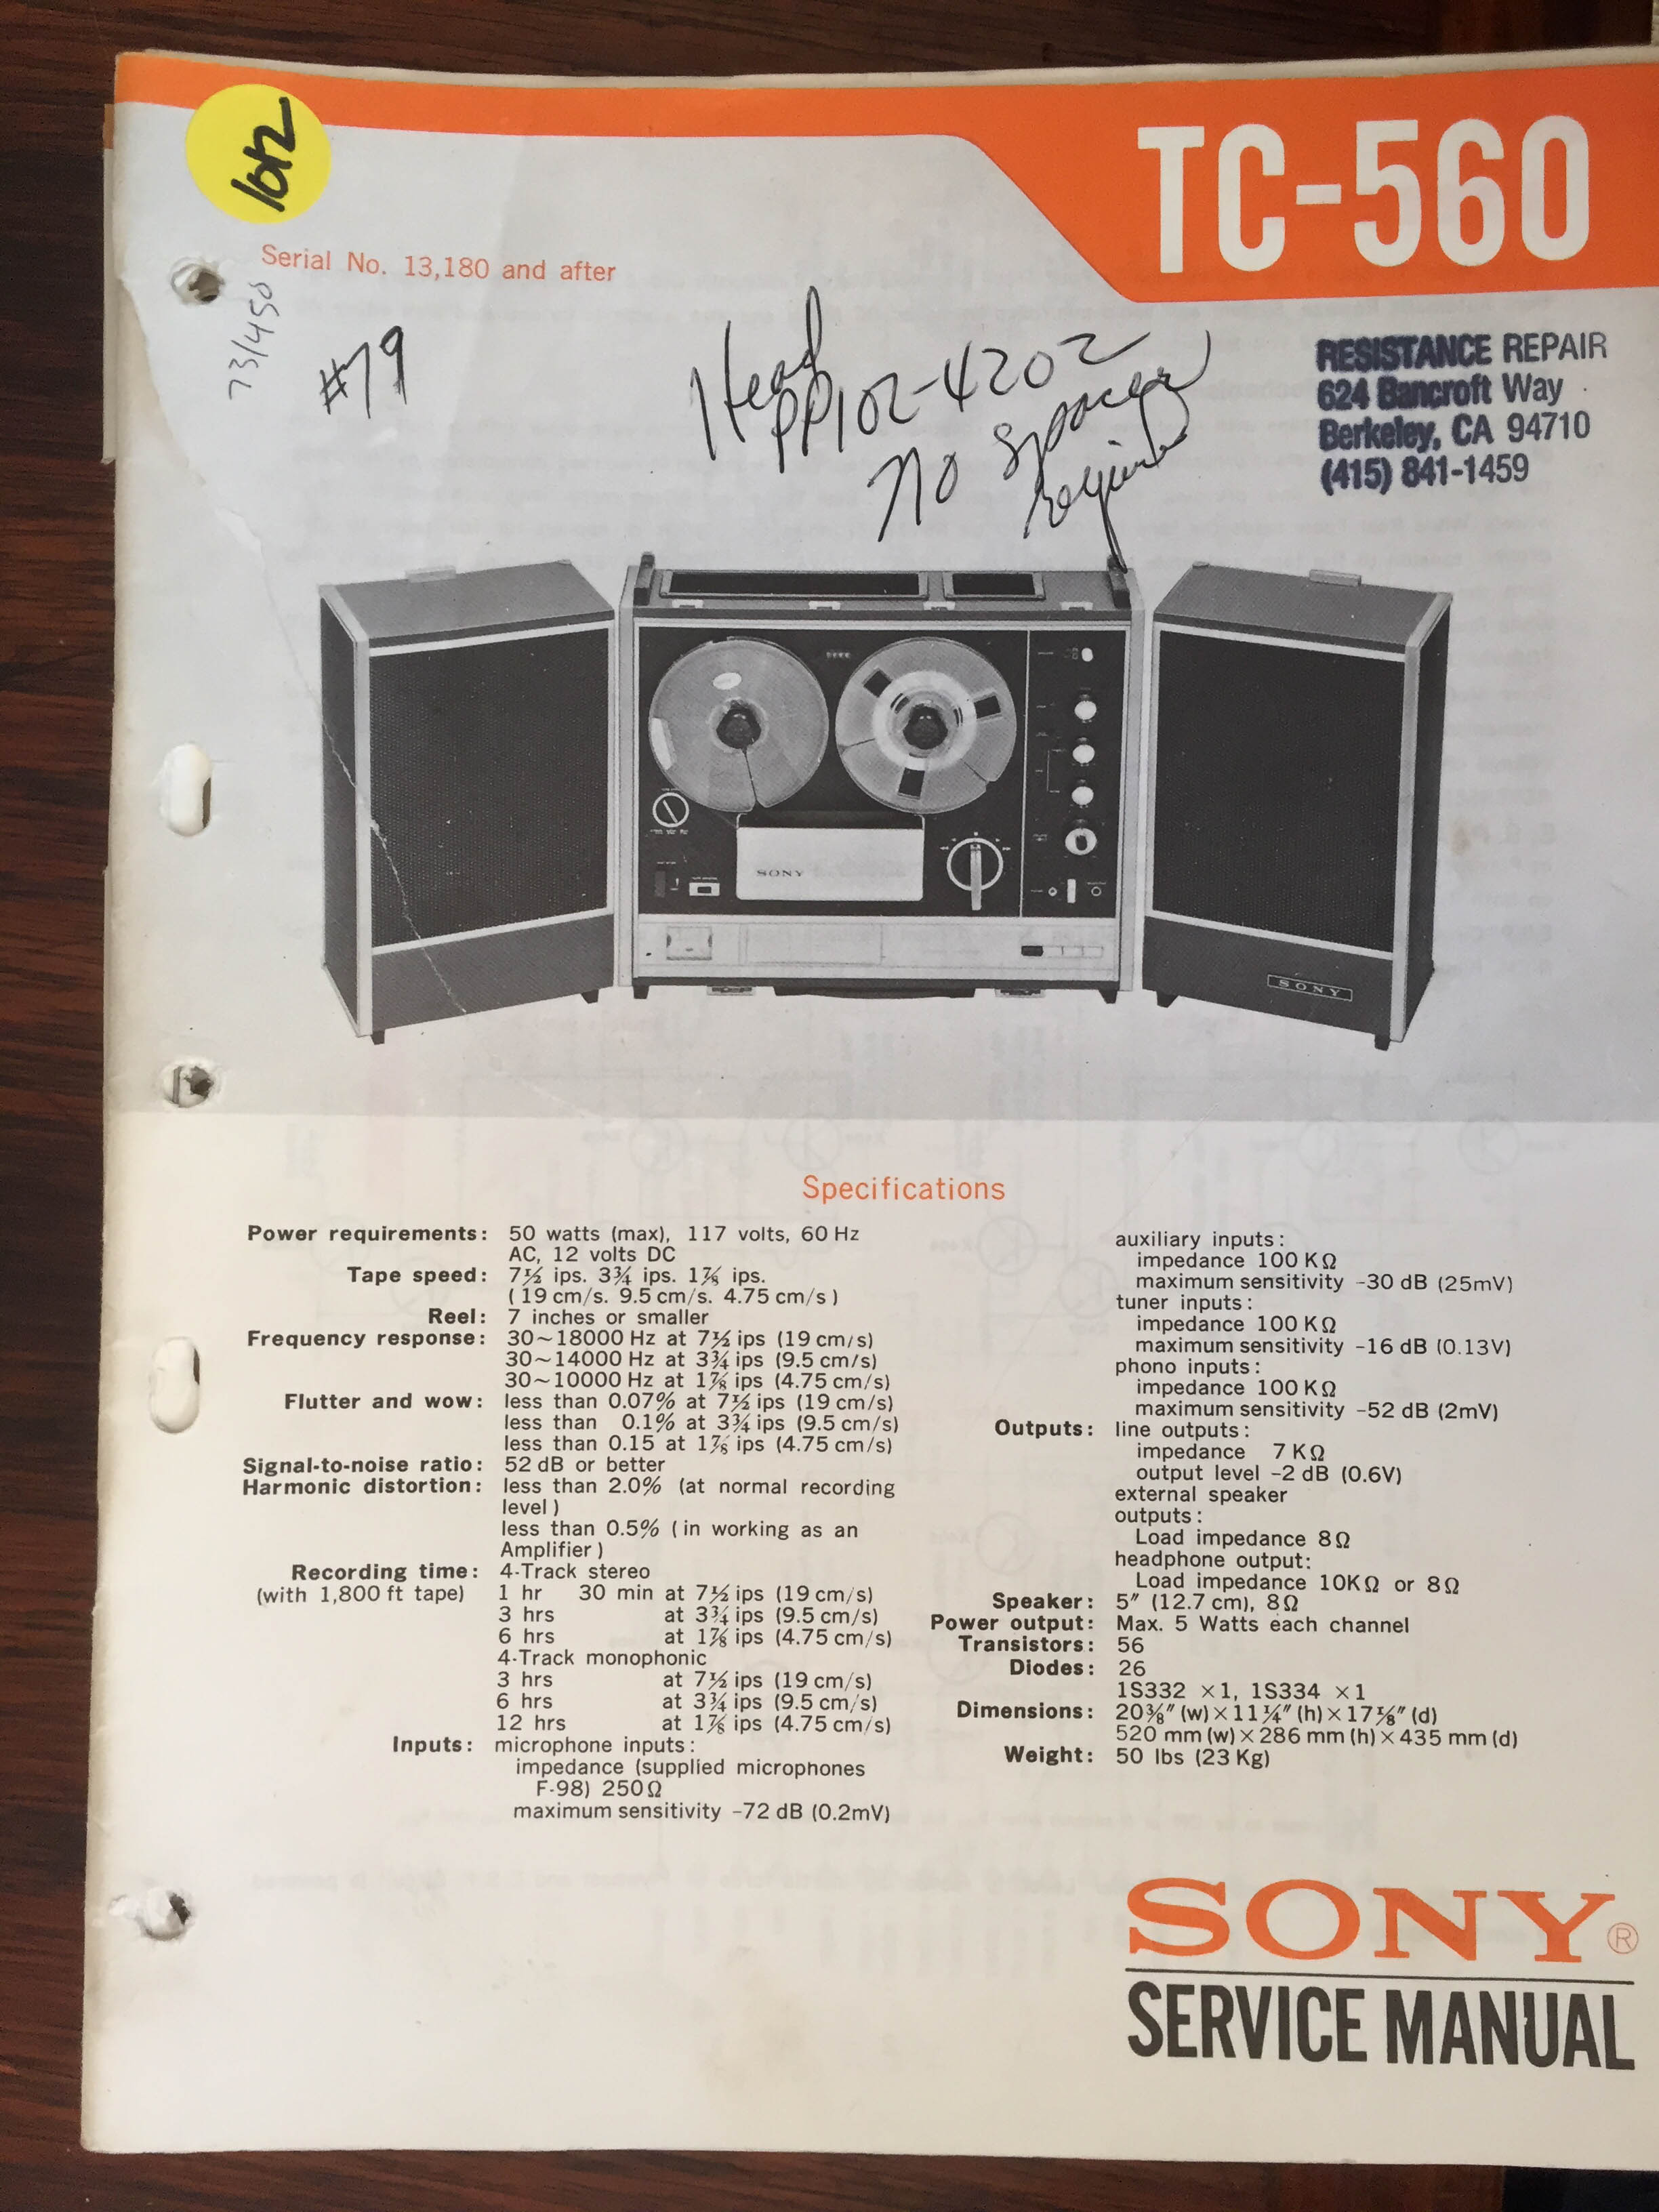 TC-560
1012
Serial No. 13,180 and after
73/450
#79
Head
PP102-4202
No Spacer
Required
RESISTANCE REPAIR
624 Bancroft Way
Berkeley, CA 94710
(415) 841-1459
SONY
SONY
Specifications
Power requirements: 50 watts (max), 117 volts, 60 Hz
AC, 12 volts DC
Tape speed: 7½ ips. 3¾ ips. 1⅞ ips.
(19 cm/s. 9.5 cm/s. 4.75 cm/s)
Reel: 7 inches or smaller
Frequency response: 30~18000 Hz at 7½ ips (19 cm/s)
30~14000 Hz at 3¾ ips (9.5 cm/s)
30~10000 Hz at 1⅞ ips (4.75 cm/s)
Flutter and wow: less than 0.07% at 7½ ips (19 cm/s)
less than 0.1% at 3¾ ips (9.5 cm/s)
less than 0.15 at 1⅞ ips (4.75 cm/s)
Signal-to-noise ratio: 52 dB or better
Harmonic distortion: less than 2.0% (at normal recording
level)
less than 0.5% (in working as an
Amplifier)
Recording time: 4-Track stereo
(with 1,800 ft tape) 1 hr 30 min at 7½ ips (19 cm/s)
3 hrs at 3¾ ips (9.5 cm/s)
6 hrs at 1⅞ ips (4.75 cm/s)
4-Track monophonic
3 hrs at 7½ ips (19 cm/s)
6 hrs at 3¾ ips (9.5 cm/s)
12 hrs at 1⅞ ips (4.75 cm/s)
Inputs: microphone inputs:
impedance (supplied microphones
F-98) 250Ω
maximum sensitivity -72 dB (0.2mV)
auxiliary inputs:
impedance 100 KΩ
maximum sensitivity -30 dB (25mV)
tuner inputs:
impedance 100 KΩ
maximum sensitivity -16 dB (0.13V)
phono inputs:
impedance 100 KΩ
maximum sensitivity -52 dB (2mV)
Outputs: line outputs:
impedance 7 KΩ
output level -2 dB (0.6V)
external speaker
outputs:
Load impedance 8Ω
headphone output:
Load impedance 10KΩ or 8Ω
Speaker: 5″ (12.7 cm), 8Ω
Power output: Max. 5 Watts each channel
Transistors: 56
Diodes: 26
1S332 ×1, 1S334 ×1
Dimensions: 20⅜″ (w)×11¼″ (h)×17⅛″ (d)
520 mm (w)×286 mm (h)×435 mm (d)
Weight: 50 lbs (23 Kg)
SONY®
SERVICE MANUAL